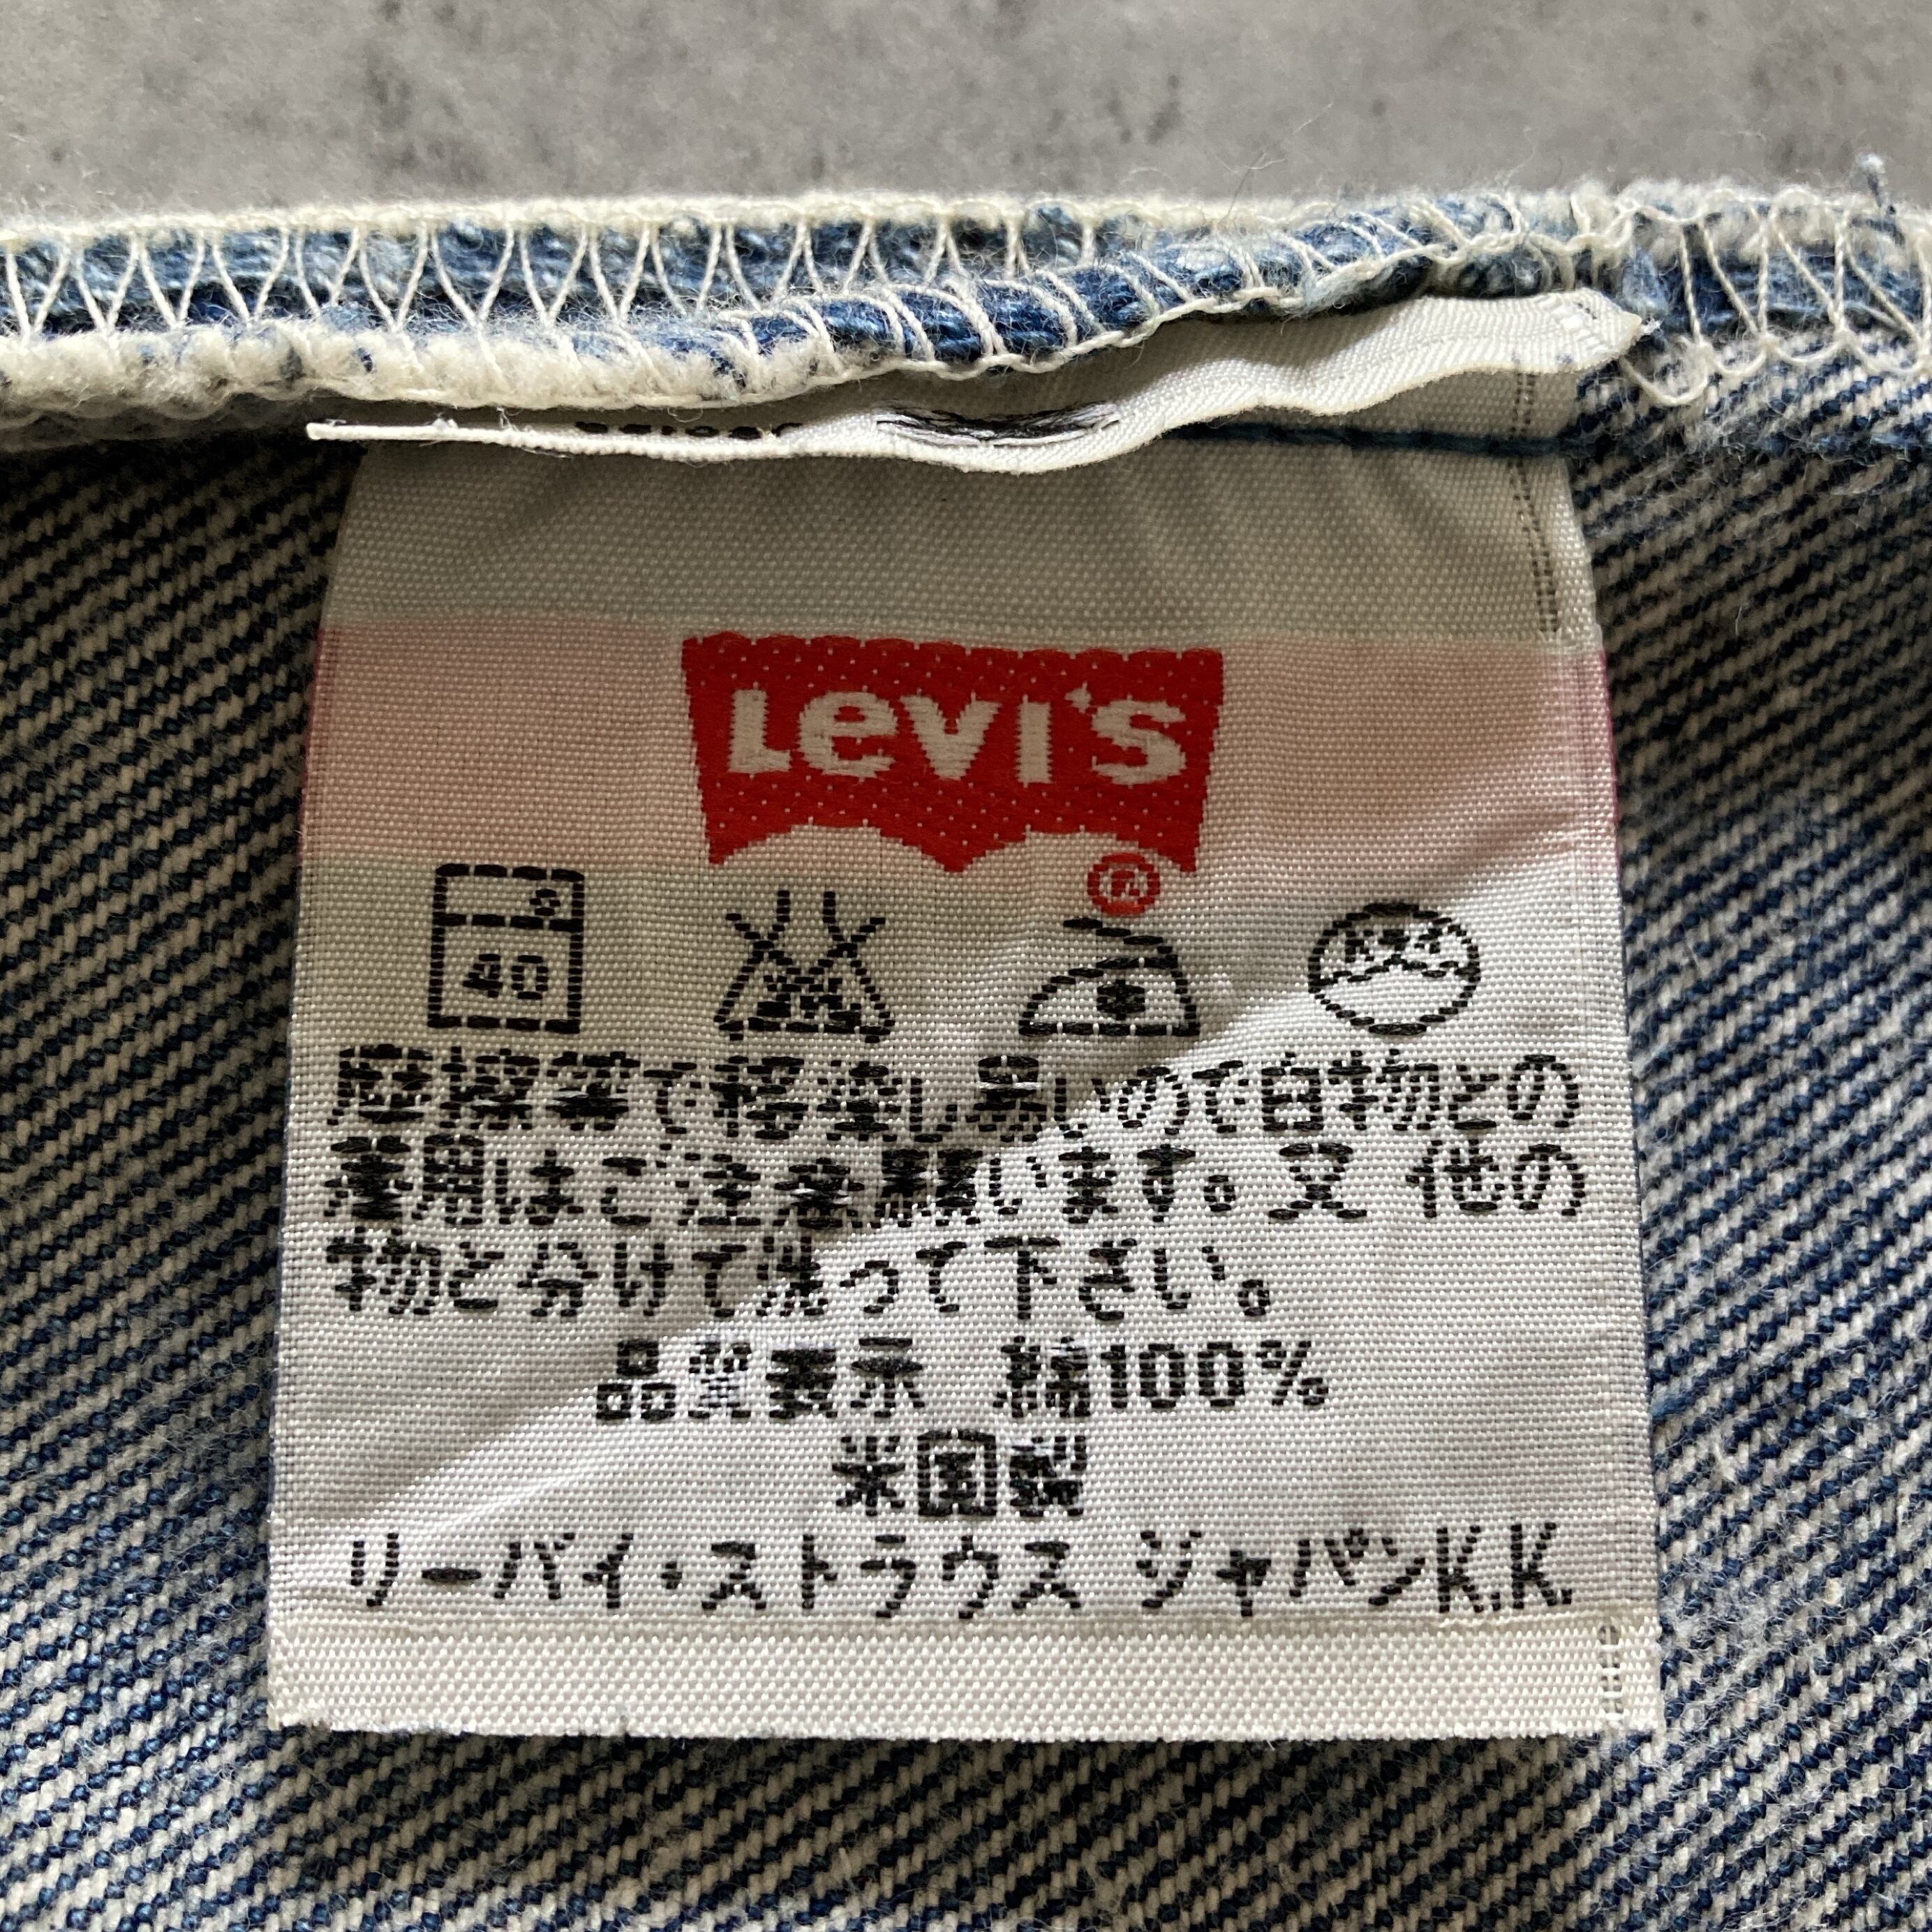 Levi's
®
S
40
ドライ
摩擦等で移染し易いので白物との
着用はご注意願います。又 他の
物と分けて洗って下さい。
品質表示 綿100%
米国製
リーバイ・ストラウス ジャパンK.K.